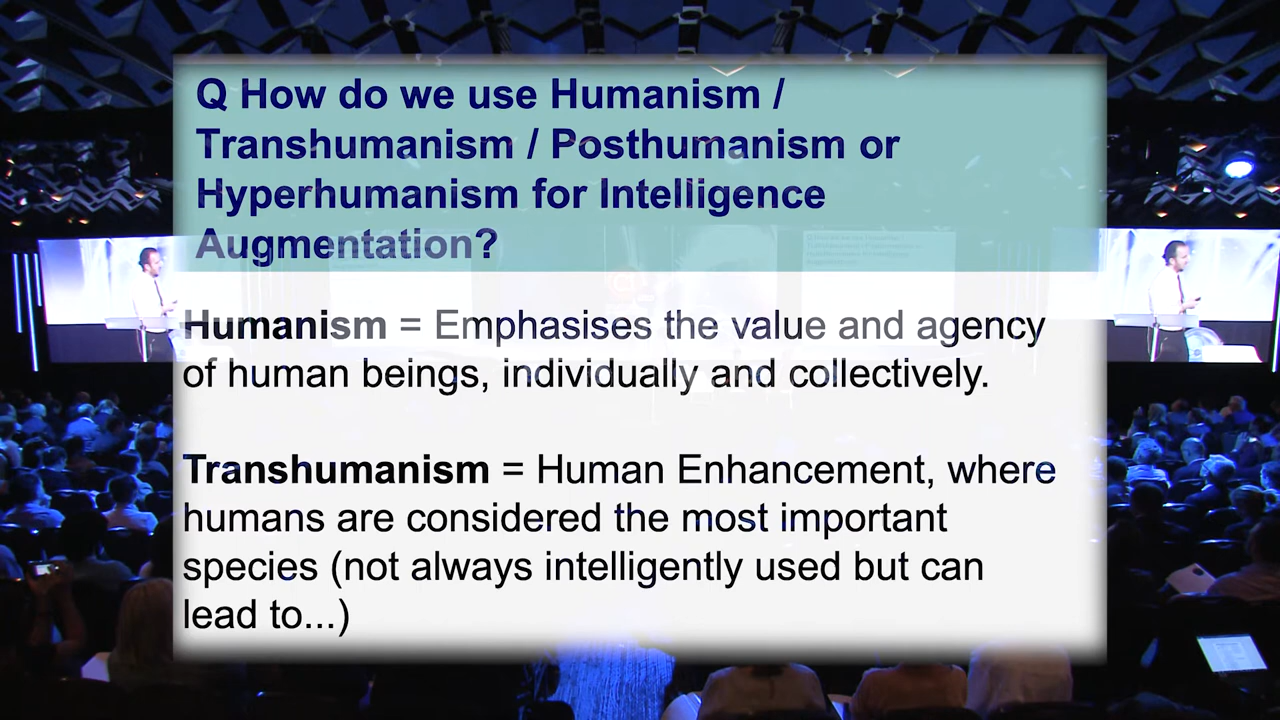 Q How do we use Humanism /
Transhumanism / Posthumanism or
Hyperhumanism for Intelligence
Augmentation?
Humanism = Emphasises the value and agency
of human beings, individually and collectively.
Transhumanism = Human Enhancement, where
humans are considered the most important
species (not always intelligently used but can
lead to...)